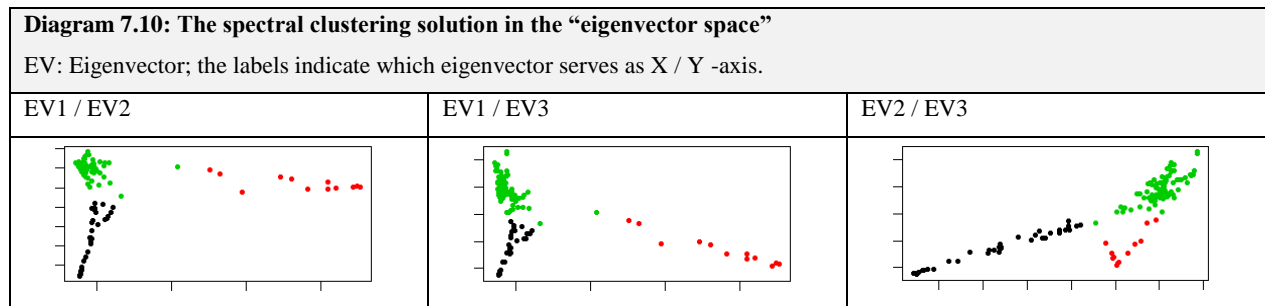 Diagram 7.10: The spectral clustering solution in the “eigenvector space”
EV: Eigenvector; the labels indicate which eigenvector serves as X / Y -axis.
EV1 / EV2
EV1 / EV3
EV2 / EV3